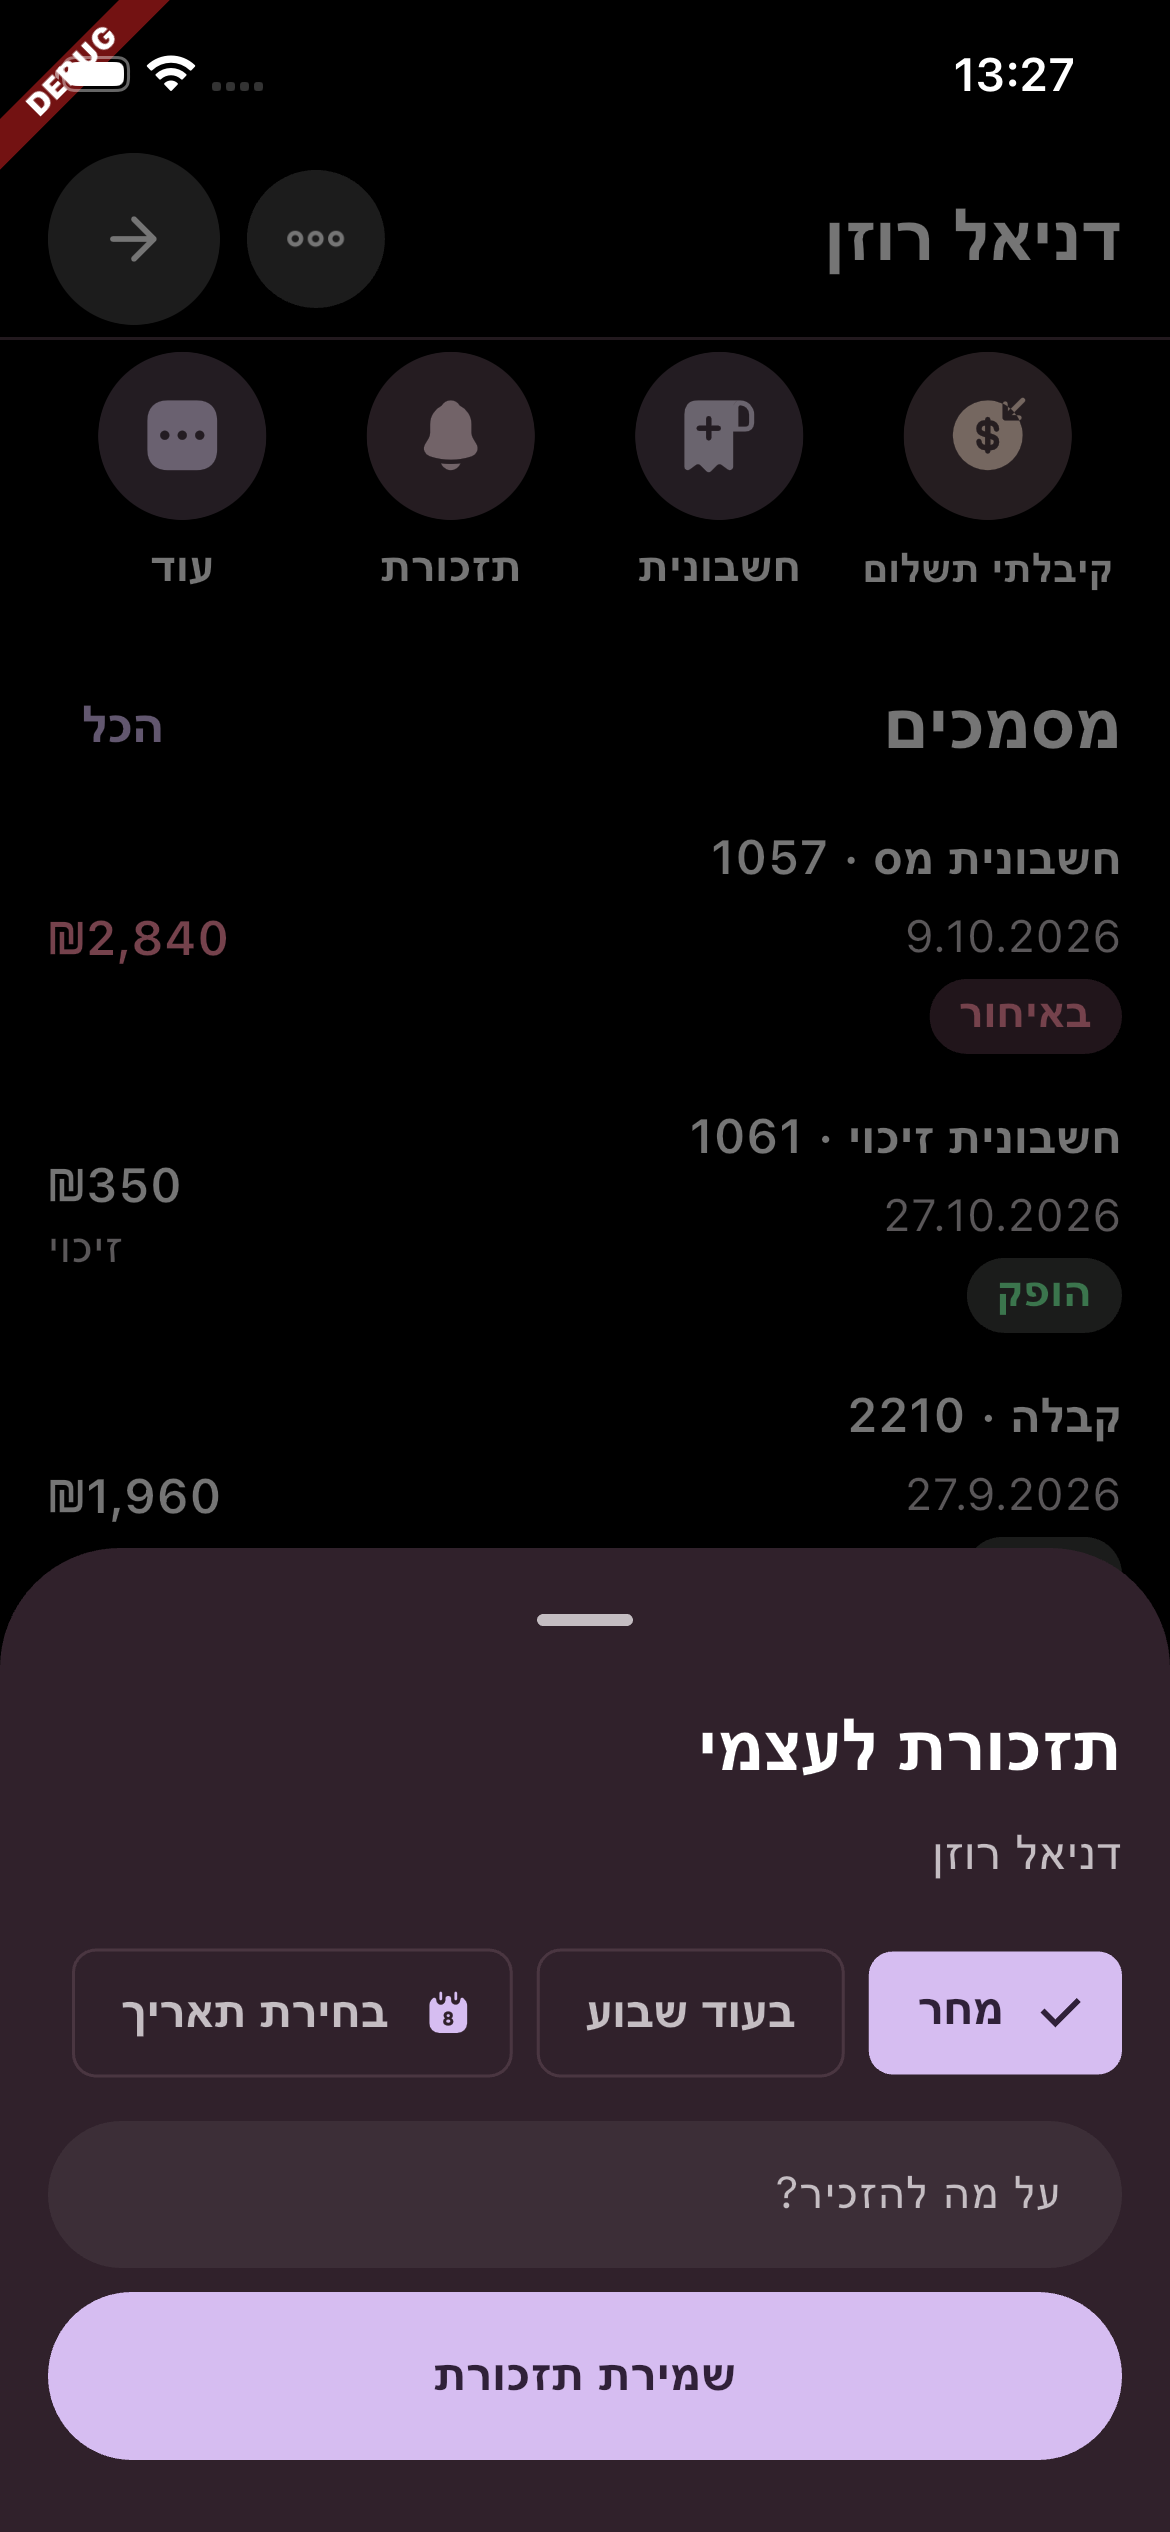 DEBUG
13:27
דניאל רוזן
קיבלתי תשלום
חשבונית
תזכורת
עוד
מסמכים
הכל
חשבונית מס · 1057
9.10.2026
₪2,840
באיחור
חשבונית זיכוי · 1061
₪350
27.10.2026
זיכוי
הופק
קבלה · 2210
27.9.2026
₪1,960
תזכורת לעצמי
דניאל רוזן
מחר
בעוד שבוע
8 בחירת תאריך
על מה להזכיר?
שמירת תזכורת